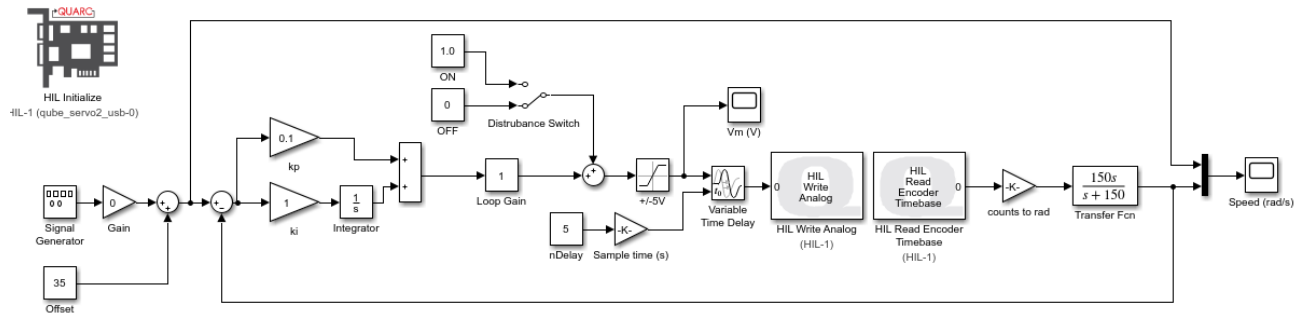 QUARC
HIL Initialize
HIL-1 (qube_servo2_usb-0)
1.0
ON
0
OFF
Distrubance Switch
Vm (V)
0.1
kp
+
+
1
Loop Gain
+
+
+/-5V
Variable
Time Delay
0
HIL
Write
Analog
HIL Write Analog
(HIL-1)
HIL
Read
Encoder
Timebase
0
HIL Read Encoder
Timebase
(HIL-1)
-K-
counts to rad
150s
s + 150
Transfer Fcn
Speed (rad/s)
Signal
Generator
0
Gain
+
+
+
−
1
ki
1
s
Integrator
5
nDelay
-K-
Sample time (s)
35
Offset